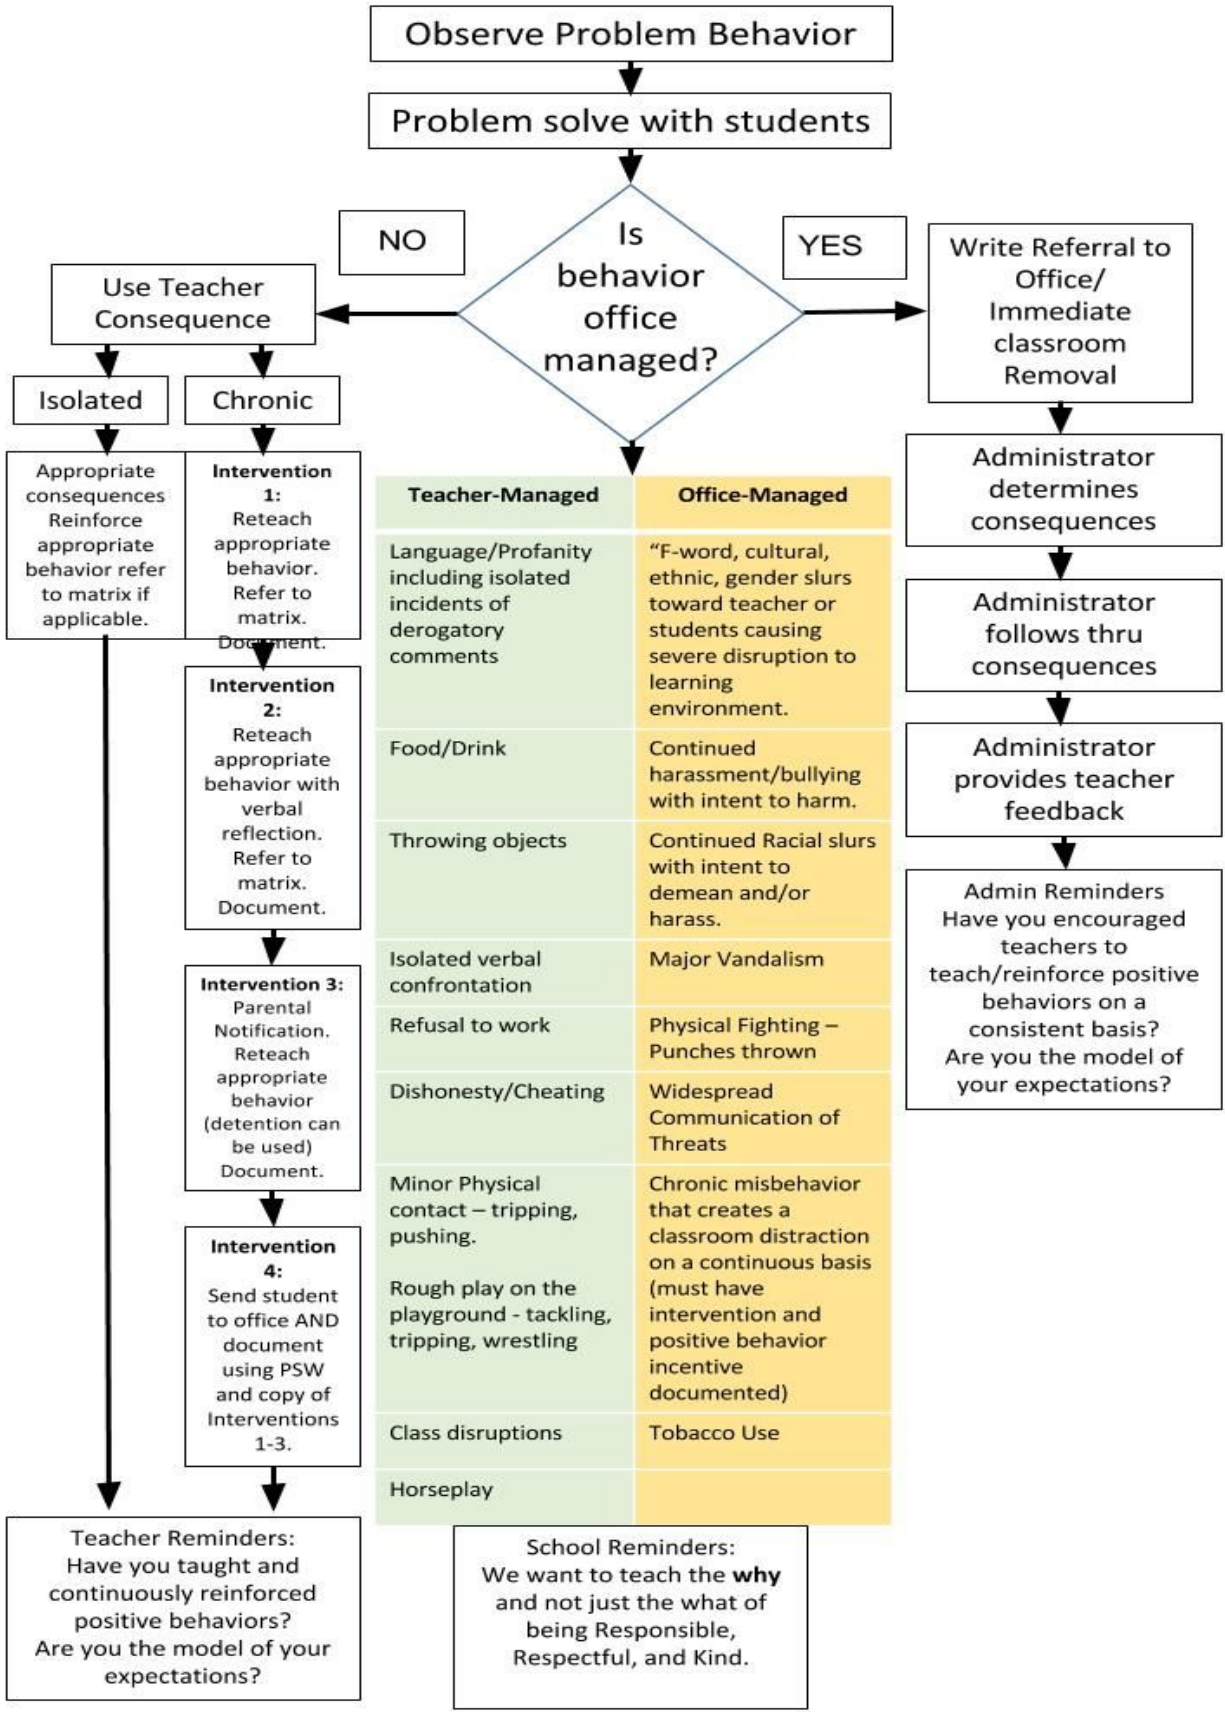 Observe Problem Behavior
Problem solve with students
NO
Is
behavior
office
managed?
YES
Use Teacher
Consequence
Isolated
Chronic
Appropriate
consequences
Reinforce
appropriate
behavior refer
to matrix if
applicable.
Intervention
1:
Reteach
appropriate
behavior.
Refer to
matrix.
Document.
Intervention
2:
Reteach
appropriate
behavior with
verbal
reflection.
Refer to
matrix.
Document.
Intervention 3:
Parental
Notification.
Reteach
appropriate
behavior
(detention can
be used)
Document.
Intervention
4:
Send student
to office AND
document
using PSW
and copy of
Interventions
1-3.
Teacher Reminders:
Have you taught and
continuously reinforced
positive behaviors?
Are you the model of your
expectations?
Teacher-Managed
Office-Managed
Language/Profanity
including isolated
incidents of
derogatory
comments
“F-word, cultural,
ethnic, gender slurs
toward teacher or
students causing
severe disruption to
learning
environment.
Food/Drink
Continued
harassment/bullying
with intent to harm.
Throwing objects
Continued Racial slurs
with intent to
demean and/or
harass.
Isolated verbal
confrontation
Major Vandalism
Refusal to work
Physical Fighting –
Punches thrown
Dishonesty/Cheating
Widespread
Communication of
Threats
Minor Physical
contact – tripping,
pushing.
Rough play on the
playground - tackling,
tripping, wrestling
Chronic misbehavior
that creates a
classroom distraction
on a continuous basis
(must have
intervention and
positive behavior
incentive
documented)
Class disruptions
Tobacco Use
Horseplay
School Reminders:
We want to teach the why
and not just the what of
being Responsible,
Respectful, and Kind.
Write Referral to
Office/
Immediate
classroom
Removal
Administrator
determines
consequences
Administrator
follows thru
consequences
Administrator
provides teacher
feedback
Admin Reminders
Have you encouraged
teachers to
teach/reinforce positive
behaviors on a
consistent basis?
Are you the model of
your expectations?